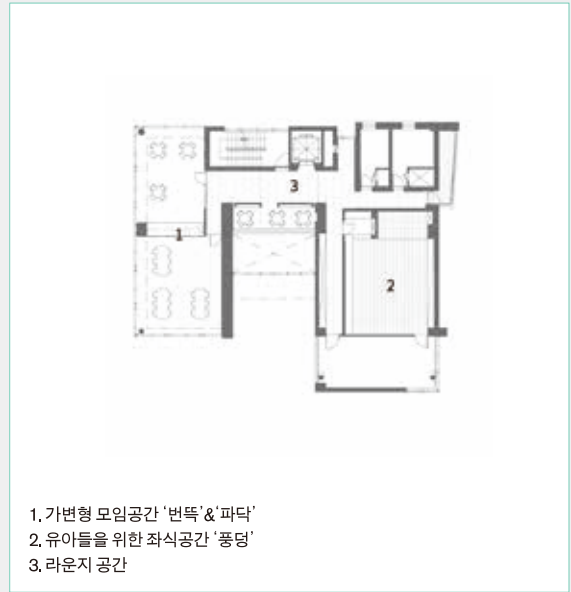 3
1
2
1. 가변형 모임공간 ‘번뜩’&‘파닥’
2. 유아들을 위한 좌식공간 ‘풍덩’
3. 라운지 공간